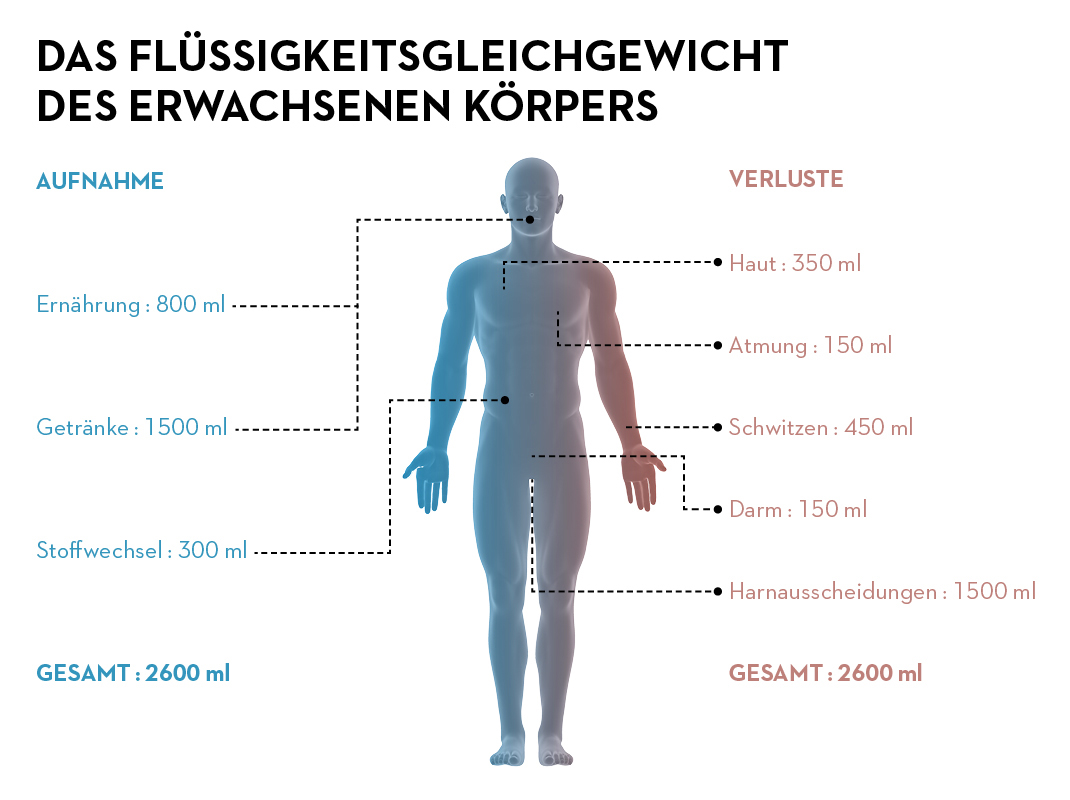 DAS FLÜSSIGKEITSGLEICHGEWICHT
DES ERWACHSENEN KÖRPERS
AUFNAHME
Ernährung : 800 ml
Getränke : 1500 ml
Stoffwechsel : 300 ml
GESAMT : 2600 ml
VERLUSTE
Haut : 350 ml
Atmung : 150 ml
Schwitzen : 450 ml
Darm : 150 ml
Harnausscheidungen : 1500 ml
GESAMT : 2600 ml